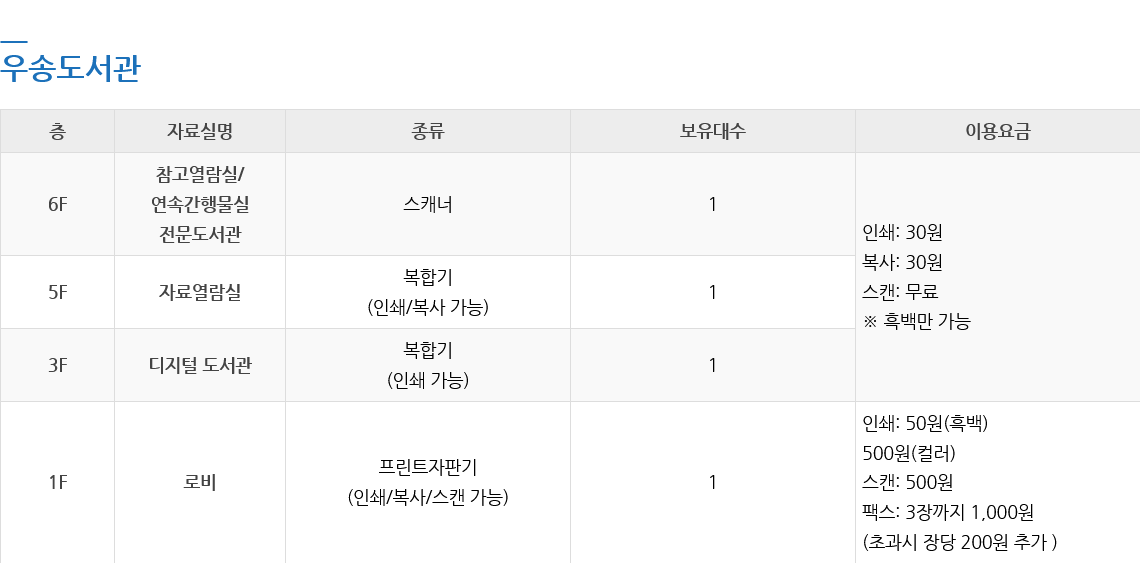 우송도서관
층 자료실명 종류 보유대수 이용요금
6F 참고열람실/
연속간행물실
전문도서관 스캐너 1
인쇄: 30원
복사: 30원
스캔: 무료
※ 흑백만 가능
5F 자료열람실 복합기
(인쇄/복사 가능) 1
3F 디지털 도서관 복합기
(인쇄 가능) 1
1F 로비 프린트자판기
(인쇄/복사/스캔 가능) 1
인쇄: 50원(흑백)
500원(컬러)
스캔: 500원
팩스: 3장까지 1,000원
(초과시 장당 200원 추가 )